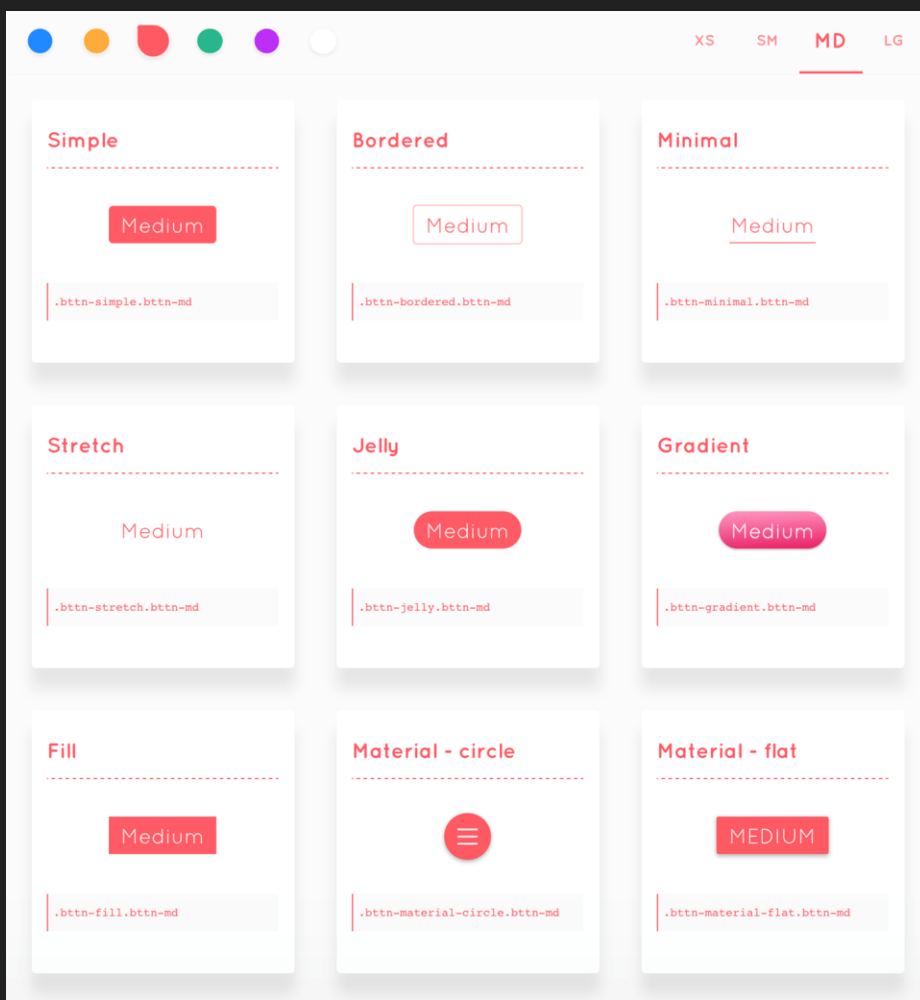 XS SM MD LG
Simple
Bordered
Minimal
Medium
Medium
Medium
.bttn-simple.bttn-md
.bttn-bordered.bttn-md
.bttn-minimal.bttn-md
Stretch
Jelly
Gradient
Medium
Medium
Medium
.bttn-stretch.bttn-md
.bttn-jelly.bttn-md
.bttn-gradient.bttn-md
Fill
Material - circle
Material - flat
Medium
MEDIUM
.bttn-fill.bttn-md
.bttn-material-circle.bttn-md
.bttn-material-flat.bttn-md